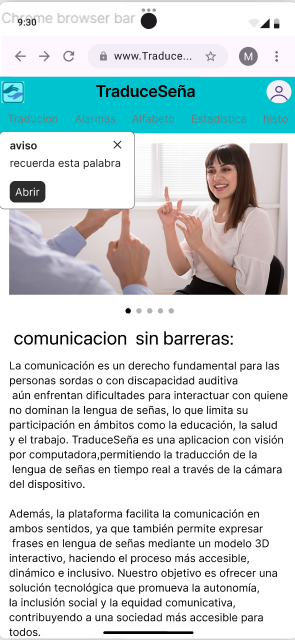 Chrome browser bar
9:30
www.Traduce...
M
TraduceSeña
Traducion Alarmas Alfabeto Estadistica histo
aviso
recuerda esta palabra
Abrir
comunicacion sin barreras:
La comunicación es un derecho fundamental para las
personas sordas o con discapacidad auditiva
aún enfrentan dificultades para interactuar con quiene
no dominan la lengua de señas, lo que limita su
participación en ámbitos como la educación, la salud
y el trabajo. TraduceSeña es una aplicacion con visión
por computadora,permitiendo la traducción de la
lengua de señas en tiempo real a través de la cámara
del dispositivo.
Además, la plataforma facilita la comunicación en
ambos sentidos, ya que también permite expresar
frases en lengua de señas mediante un modelo 3D
interactivo, haciendo el proceso más accesible,
dinámico e inclusivo. Nuestro objetivo es ofrecer una
solución tecnológica que promueva la autonomía,
la inclusión social y la equidad comunicativa,
contribuyendo a una sociedad más accesible para
todos.